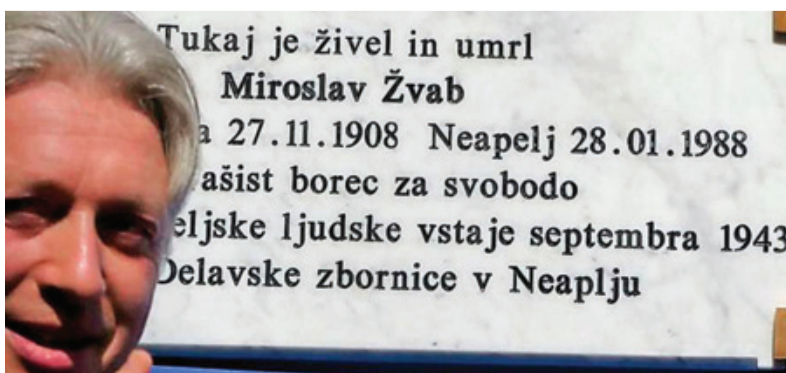 Tukaj je živel in umrl
Miroslav Žvab
27.11.1908 Neapelj 28.01.1988
borec za svobodo
ljudske vstaje septembra 1943
Delavske zbornice v Neaplju